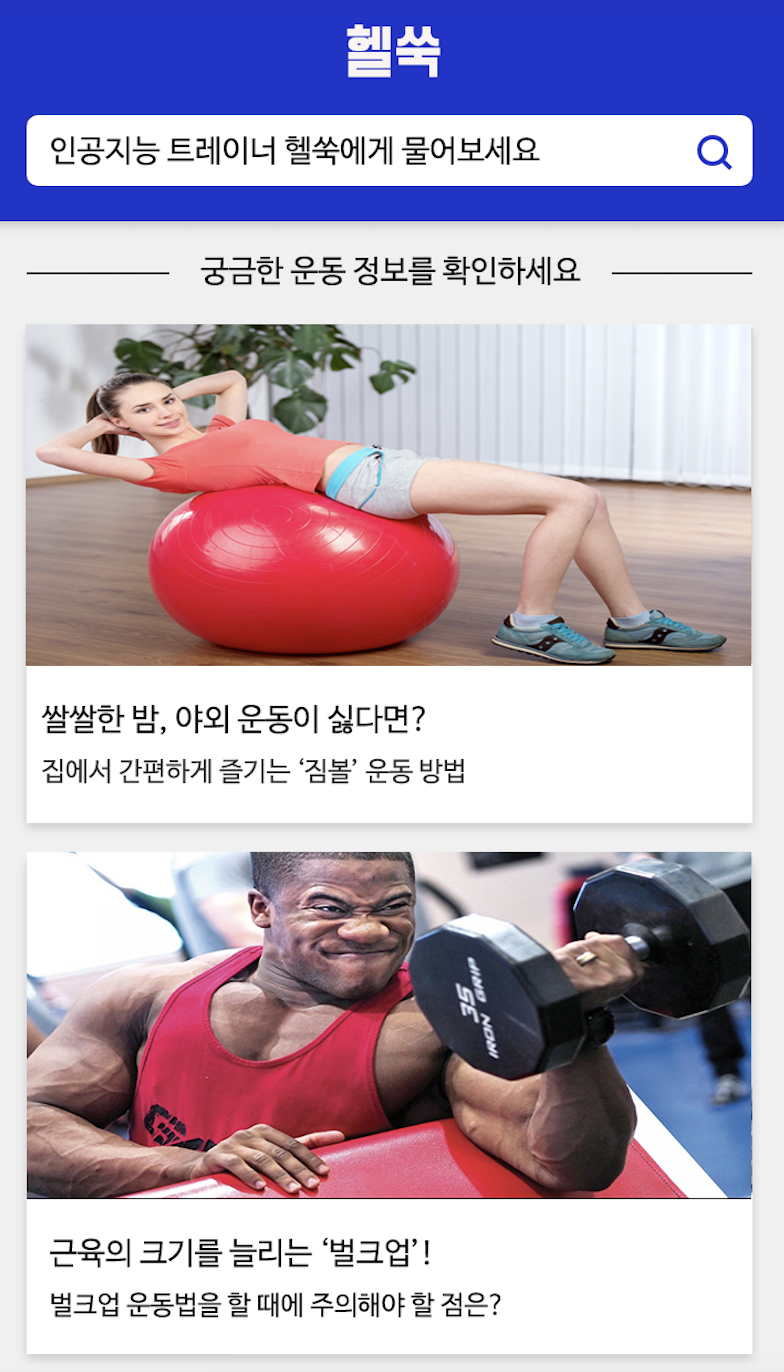 헬쑥
인공지능 트레이너 헬쑥에게 물어보세요
궁금한 운동 정보를 확인하세요
쌀쌀한 밤, 야외 운동이 싫다면?
집에서 간편하게 즐기는 ‘짐볼’ 운동 방법
35
IRON GRIP
근육의 크기를 늘리는 ‘벌크업’!
벌크업 운동법을 할 때에 주의해야 할 점은?